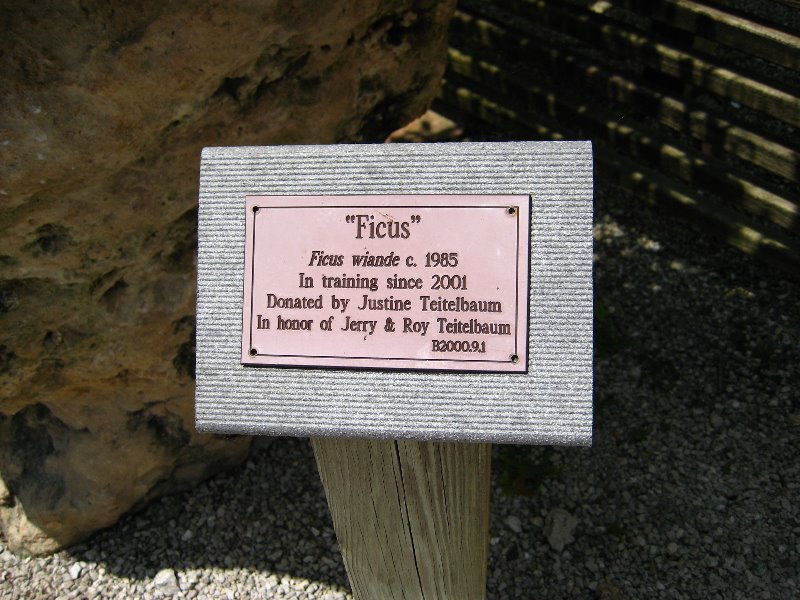 "Ficus"
Ficus wiande c. 1985
In training since 2001
Donated by Justine Teitelbaum
In honor of Jerry & Roy Teitelbaum
B2000.9.1